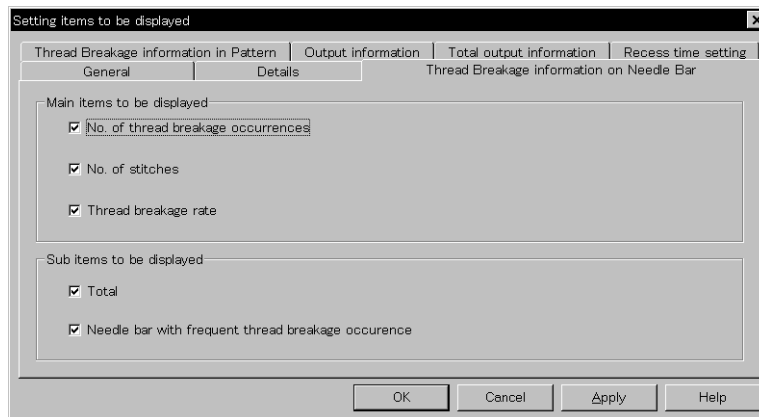 Setting items to be displayed
Thread Breakage information in Pattern Output information Total output information Recess time setting
General Details Thread Breakage information on Needle Bar
Main items to be displayed
No. of thread breakage occurrences
No. of stitches
Thread breakage rate
Sub items to be displayed
Total
Needle bar with frequent thread breakage occurence
OK Cancel Apply Help